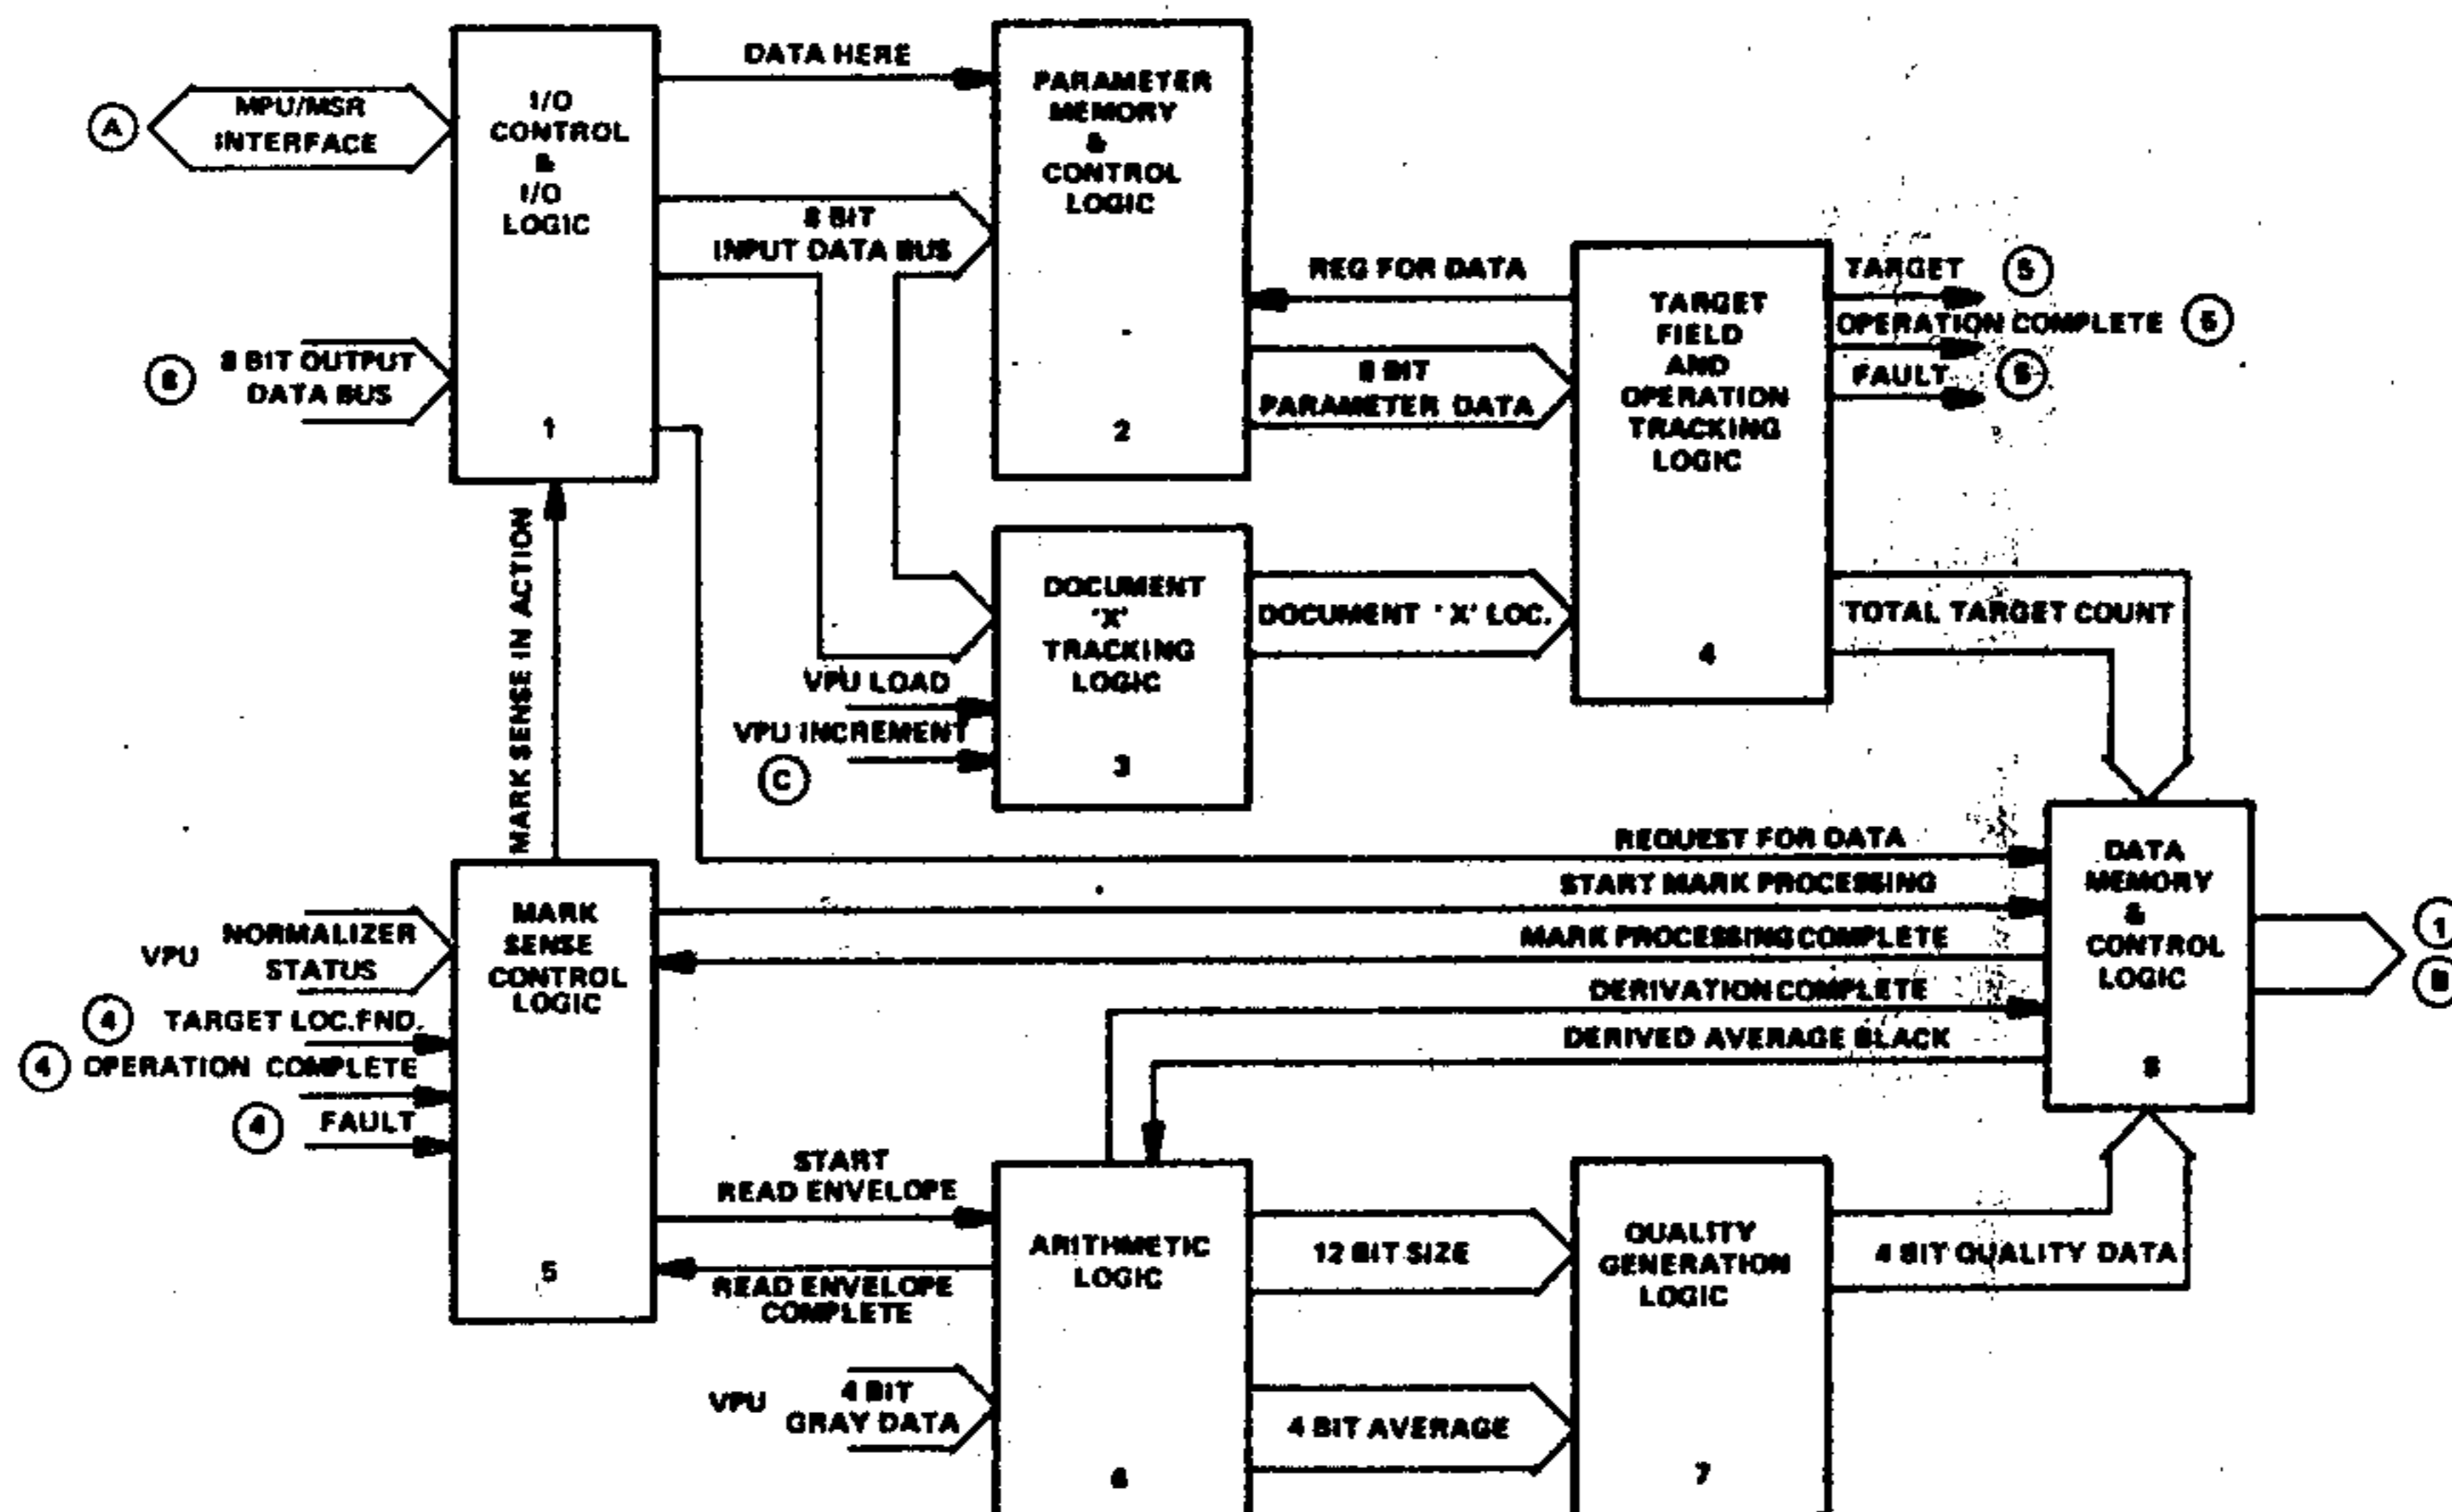 DATA HERE
A
MPU/MSR
INTERFACE
I/O
CONTROL
&
I/O
LOGIC
1
8 BIT
INPUT DATA BUS
PARAMETER
MEMORY
&
CONTROL
LOGIC
2
8 BIT OUTPUT
DATA BUS
REG FOR DATA
8 BIT
PARAMETER DATA
TARGET
FIELD
AND
OPERATION
TRACKING
LOGIC
4
TARGET 5
OPERATION COMPLETE 5
FAULT 5
MARK SENSE IN ACTION
DOCUMENT
'X'
TRACKING
LOGIC
3
DOCUMENT 'X' LOC.
TOTAL TARGET COUNT
VPU LOAD
VPU INCREMENT
C
REQUEST FOR DATA
START MARK PROCESSING
MARK PROCESSING COMPLETE
DERIVATION COMPLETE
DERIVED AVERAGE BLACK
DATA
MEMORY
&
CONTROL
LOGIC
8
1
B
MARK
SENSE
CONTROL
LOGIC
5
VPU NORMALIZER
STATUS
4 TARGET LOC.FND.
4 OPERATION COMPLETE
4 FAULT
START
READ ENVELOPE
READ ENVELOPE
COMPLETE
VPU 4 BIT
GRAY DATA
ARITHMETIC
LOGIC
6
12 BIT SIZE
4 BIT AVERAGE
QUALITY
GENERATION
LOGIC
7
4 BIT QUALITY DATA